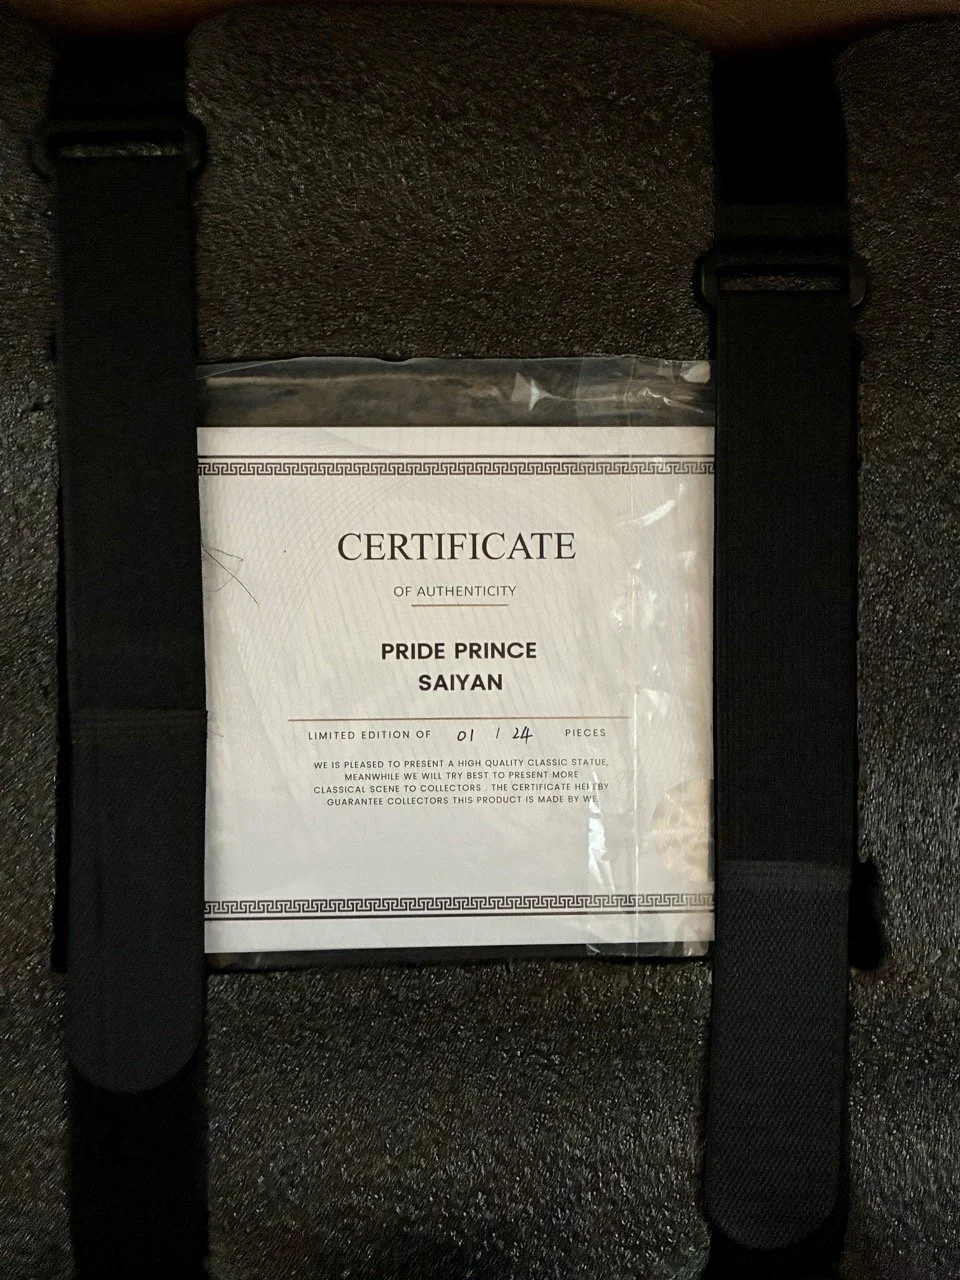 CERTIFICATE
OF AUTHENTICITY
PRIDE PRINCE
SAIYAN
LIMITED EDITION OF 01 / 24 PIECES
WE IS PLEASED TO PRESENT A HIGH QUALITY CLASSIC STATUE,
MEANWHILE WE WILL TRY BEST TO PRESENT MORE
CLASSICAL SCENE TO COLLECTORS . THE CERTIFICATE HEREBY
GUARANTEE COLLECTORS THIS PRODUCT IS MADE BY WE.